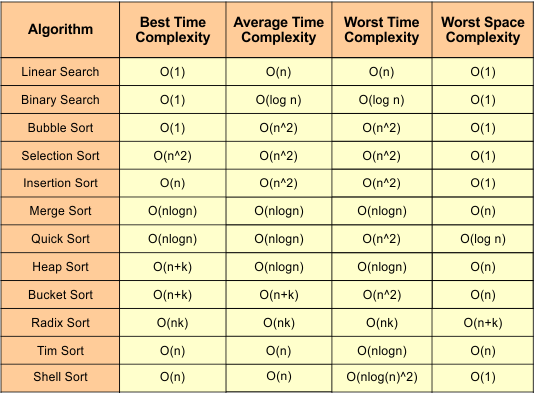 Algorithm Best Time Complexity Average Time Complexity Worst Time Complexity Worst Space Complexity
Linear Search O(1) O(n) O(n) O(1)
Binary Search O(1) O(log n) O(log n) O(1)
Bubble Sort O(1) O(n^2) O(n^2) O(1)
Selection Sort O(n^2) O(n^2) O(n^2) O(1)
Insertion Sort O(n) O(n^2) O(n^2) O(1)
Merge Sort O(nlogn) O(nlogn) O(nlogn) O(n)
Quick Sort O(nlogn) O(nlogn) O(n^2) O(log n)
Heap Sort O(n+k) O(nlogn) O(nlogn) O(n)
Bucket Sort O(n+k) O(n+k) O(n^2) O(n)
Radix Sort O(nk) O(nk) O(nk) O(n+k)
Tim Sort O(n) O(n) O(nlogn) O(n)
Shell Sort O(n) O(n) O(nlog(n)^2) O(1)